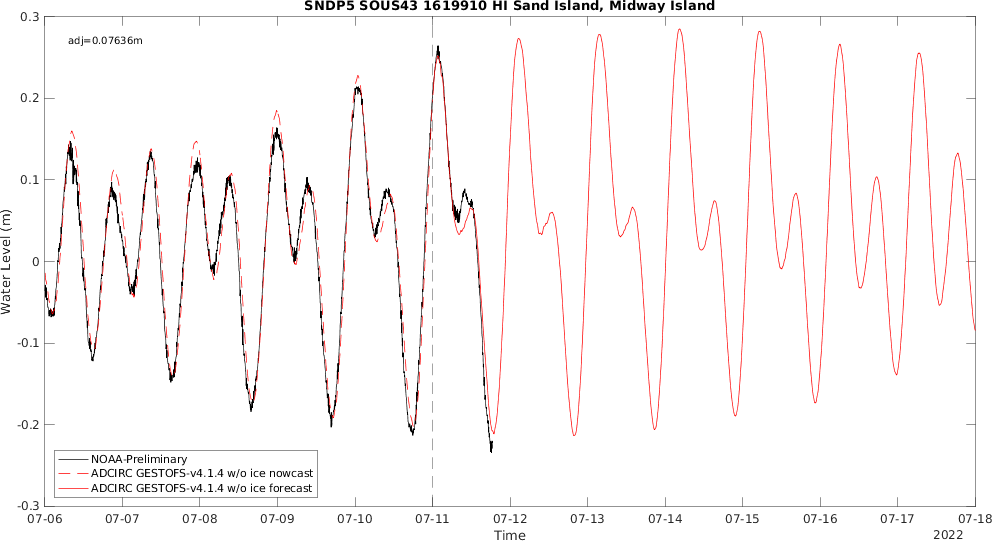 SNDP5 SOUS43 1619910 HI Sand Island, Midway Island
0.3
adj=0.07636m
0.2
0.1
0
-0.1
-0.2
-0.3
Water Level (m)
NOAA-Preliminary
ADCIRC GESTOFS-v4.1.4 w/o ice nowcast
ADCIRC GESTOFS-v4.1.4 w/o ice forecast
07-06 07-07 07-08 07-09 07-10 07-11 07-12 07-13 07-14 07-15 07-16 07-17 07-18
Time
2022